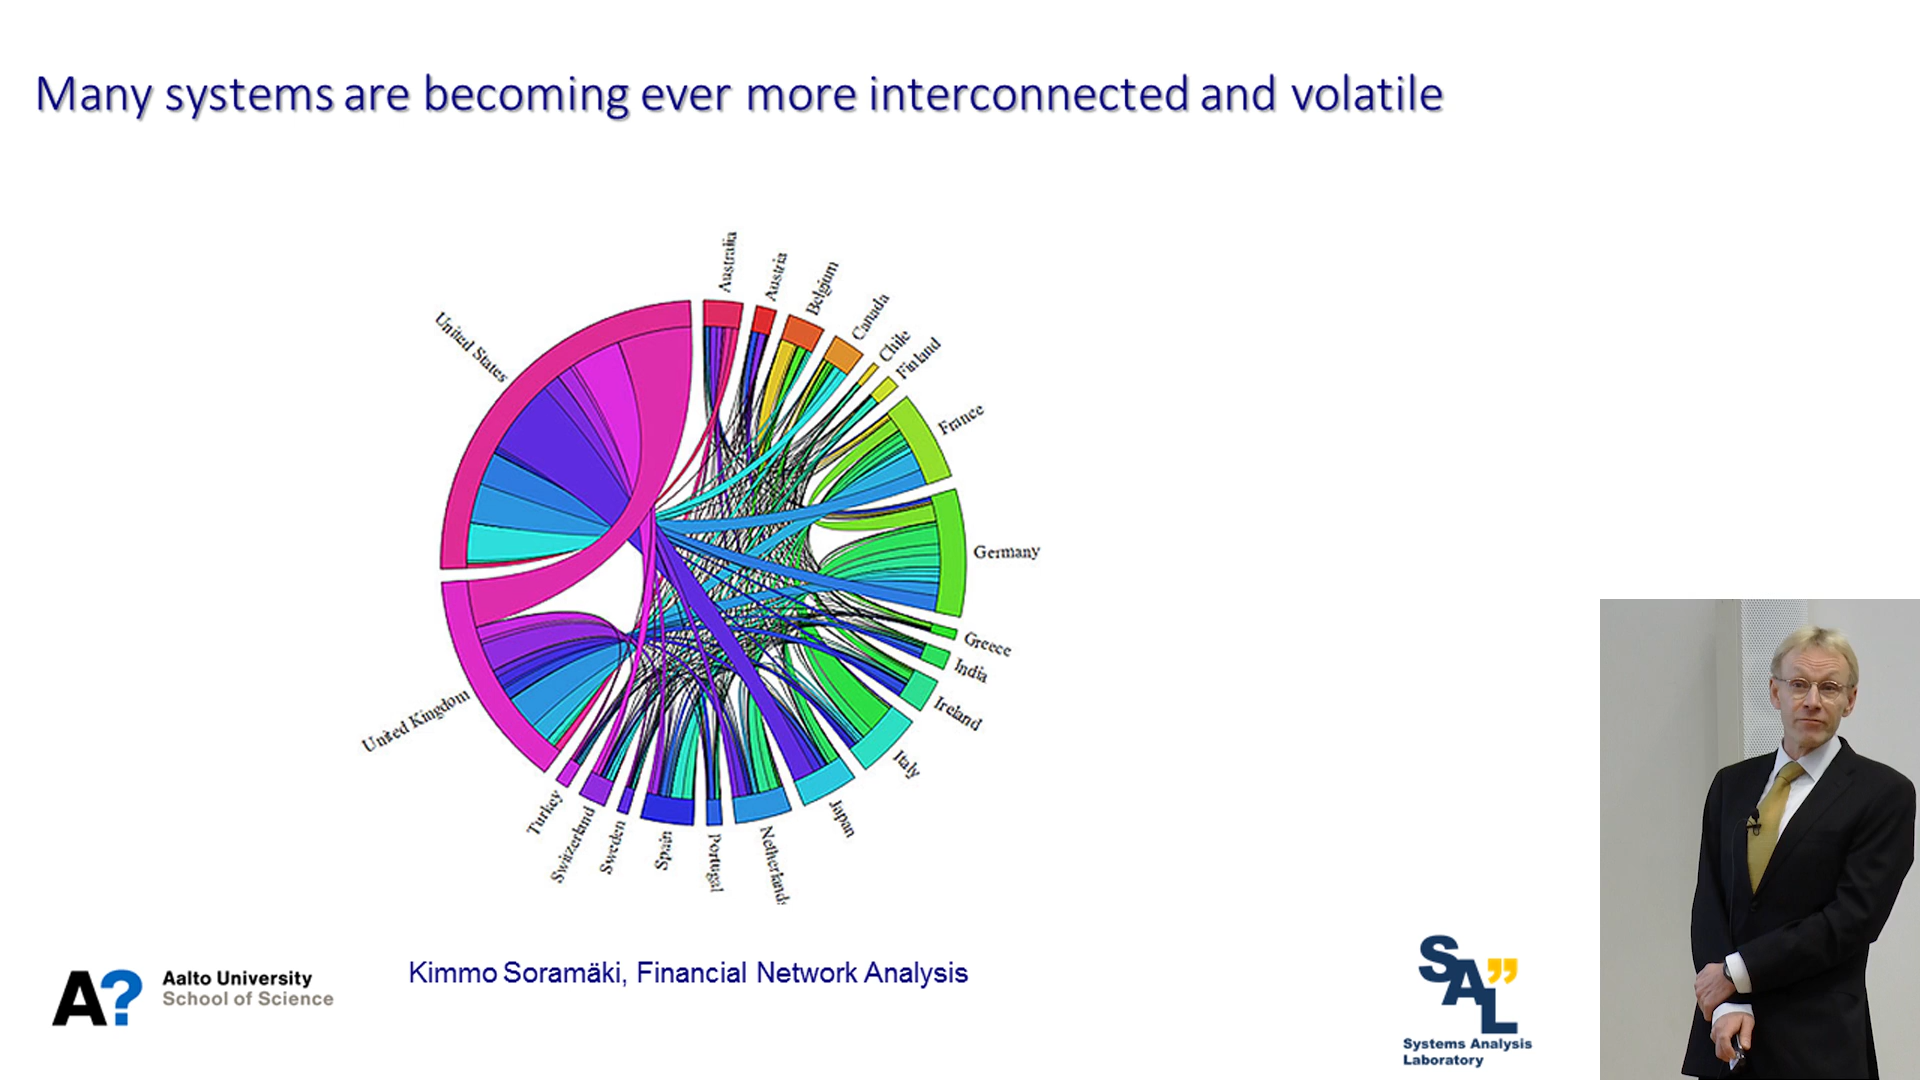 Many systems are becoming ever more interconnected and volatile
Australia
Austria
Belgium
Canada
Chile
Finland
France
Germany
Greece
India
Ireland
Italy
Japan
Netherlands
Portugal
Spain
Sweden
Switzerland
Turkey
United Kingdom
United States
A?
Aalto University
School of Science
Kimmo Soramäki, Financial Network Analysis
SAL
Systems Analysis
Laboratory